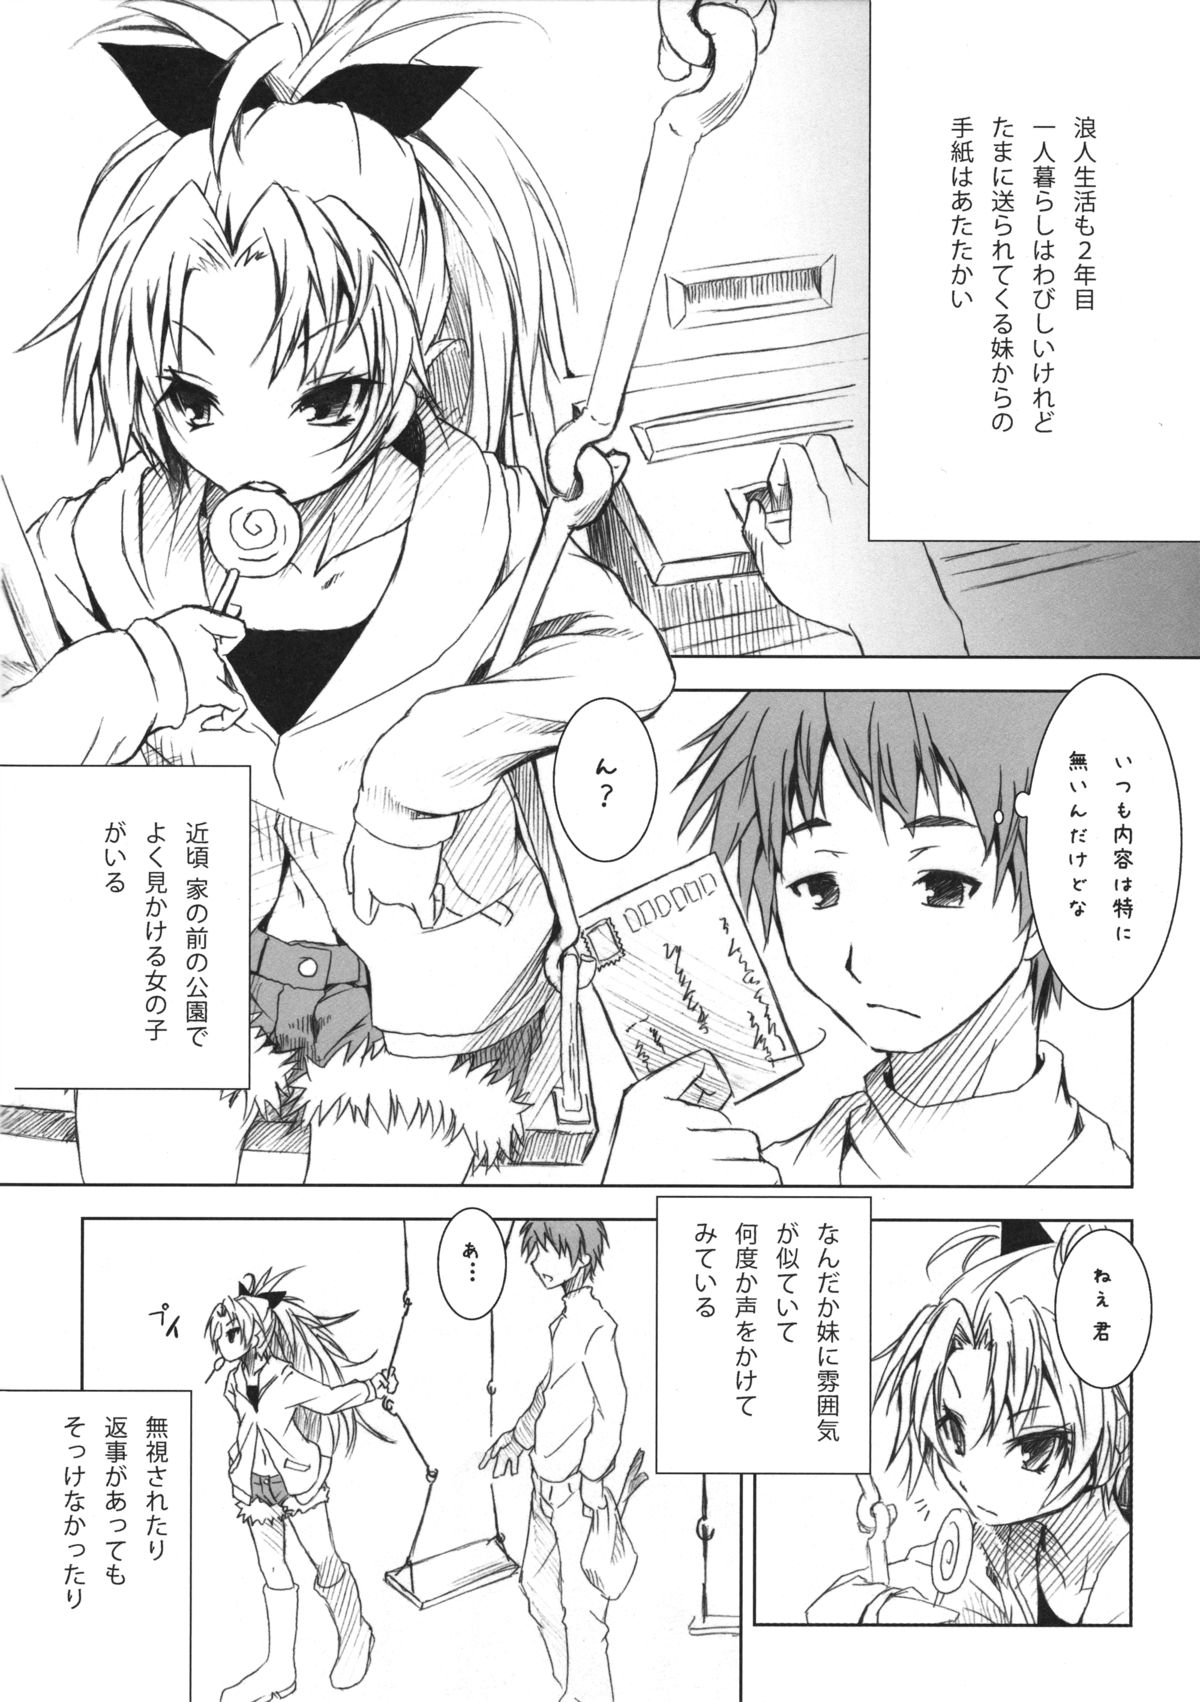 浪人生活も2年目
一人暮らしはわびしいけれど
たまに送られてくる妹からの
手紙はあたたかい
いつも内容は特に
無いんだけどな
ん?
近頃 家の前の公園で
よく見かける女の子
がいる
ねぇ君
なんだか妹に雰囲気
が似ていて
何度か声をかけて
みている
あ…
プイ
無視されたり
返事があっても
そっけなかったり